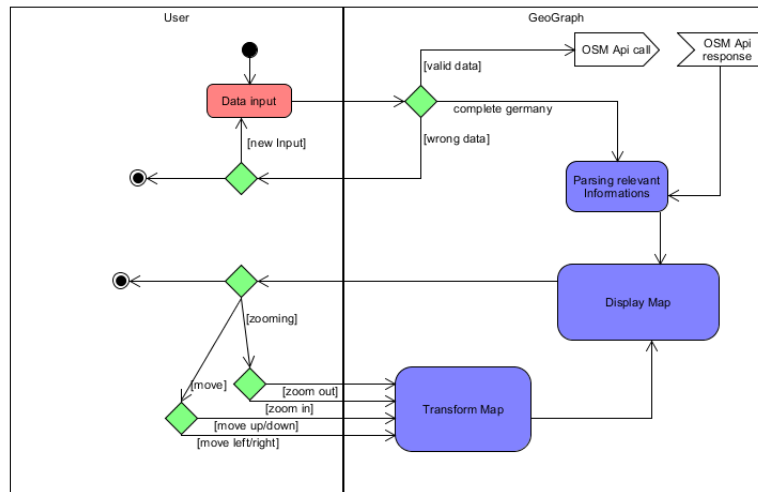 User
GeoGraph
OSM Api call
OSM Api
response
[valid data]
Data input
complete germany
[new Input]
[wrong data]
Parsing relevant
Informations
Display Map
[zooming]
[move]
[zoom out]
[zoom in]
Transform Map
[move up/down]
[move left/right]